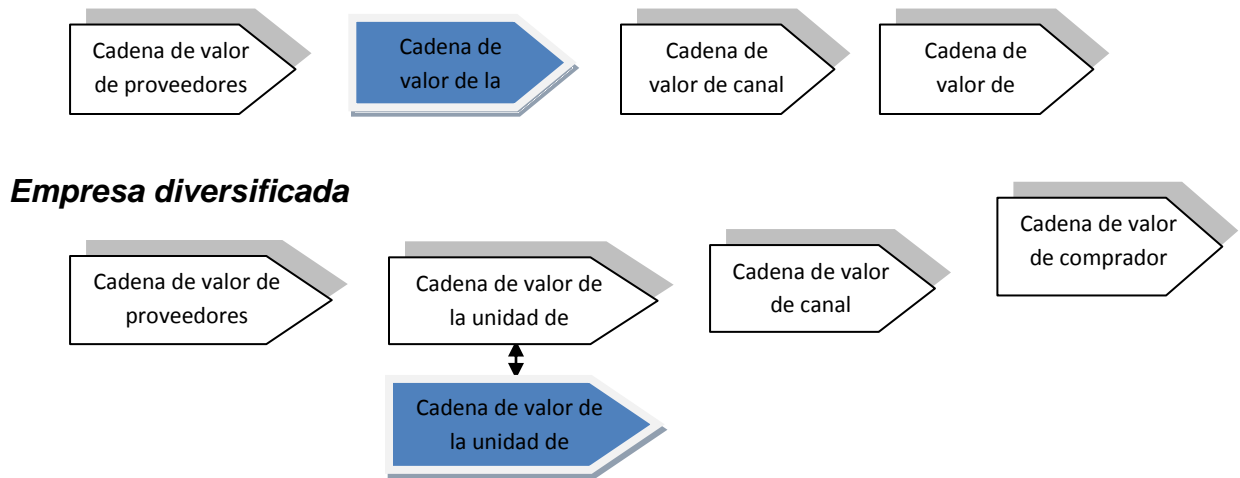 Cadena de valor
de proveedores
Cadena de
valor de la
Cadena de
valor de canal
Cadena de
valor de
Empresa diversificada
Cadena de valor de
proveedores
Cadena de valor de
la unidad de
Cadena de valor
de canal
Cadena de valor
de comprador
Cadena de valor de
la unidad de